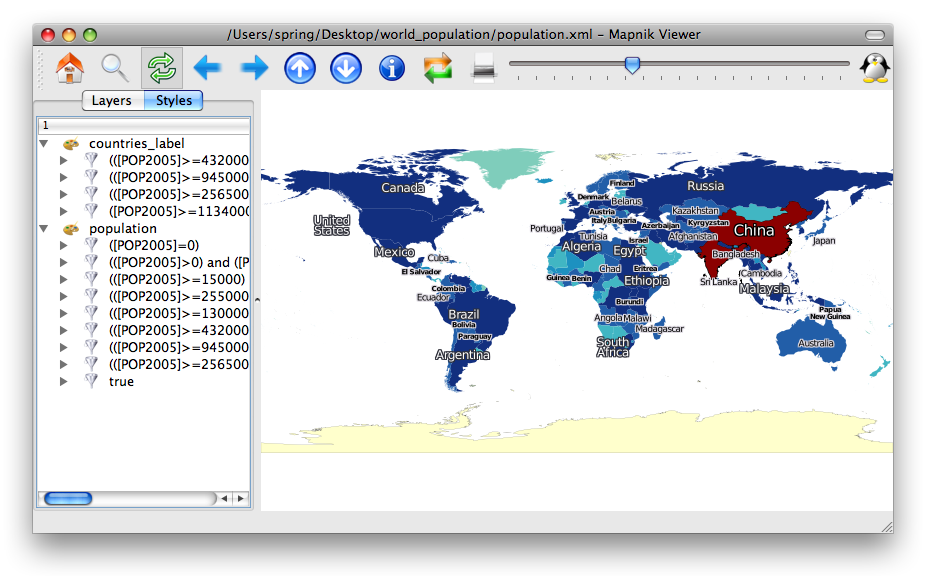 /Users/spring/Desktop/world_population/population.xml – Mapnik Viewer
Layers
Styles
1
countries_label
(([POP2005]>=432000
(([POP2005]>=945000
(([POP2005]>=256500
([POP2005]>=1134000
population
([POP2005]=0)
(([POP2005]>0) and ([P
(([POP2005]>=15000)
(([POP2005]>=255000
(([POP2005]>=130000
(([POP2005]>=432000
(([POP2005]>=945000
(([POP2005]>=256500
true
Canada
United
States
Mexico
Cuba
El Salvador
Colombia
Ecuador
Brazil
Bolivia
Paraguay
Argentina
Finland
Denmark
Belarus
Austria
Italy
Bulgaria
Portugal
Tunisia
Algeria
Egypt
Israel
Azerbaijan
Guinea
Benin
Chad
Eritrea
Ethiopia
Burundi
Angola
Malawi
Madagascar
South
Africa
Russia
Kazakhstan
Kyrgyzstan
Afghanistan
China
Japan
Bangladesh
Sri Lanka
Cambodia
Malaysia
Papua
New Guinea
Australia